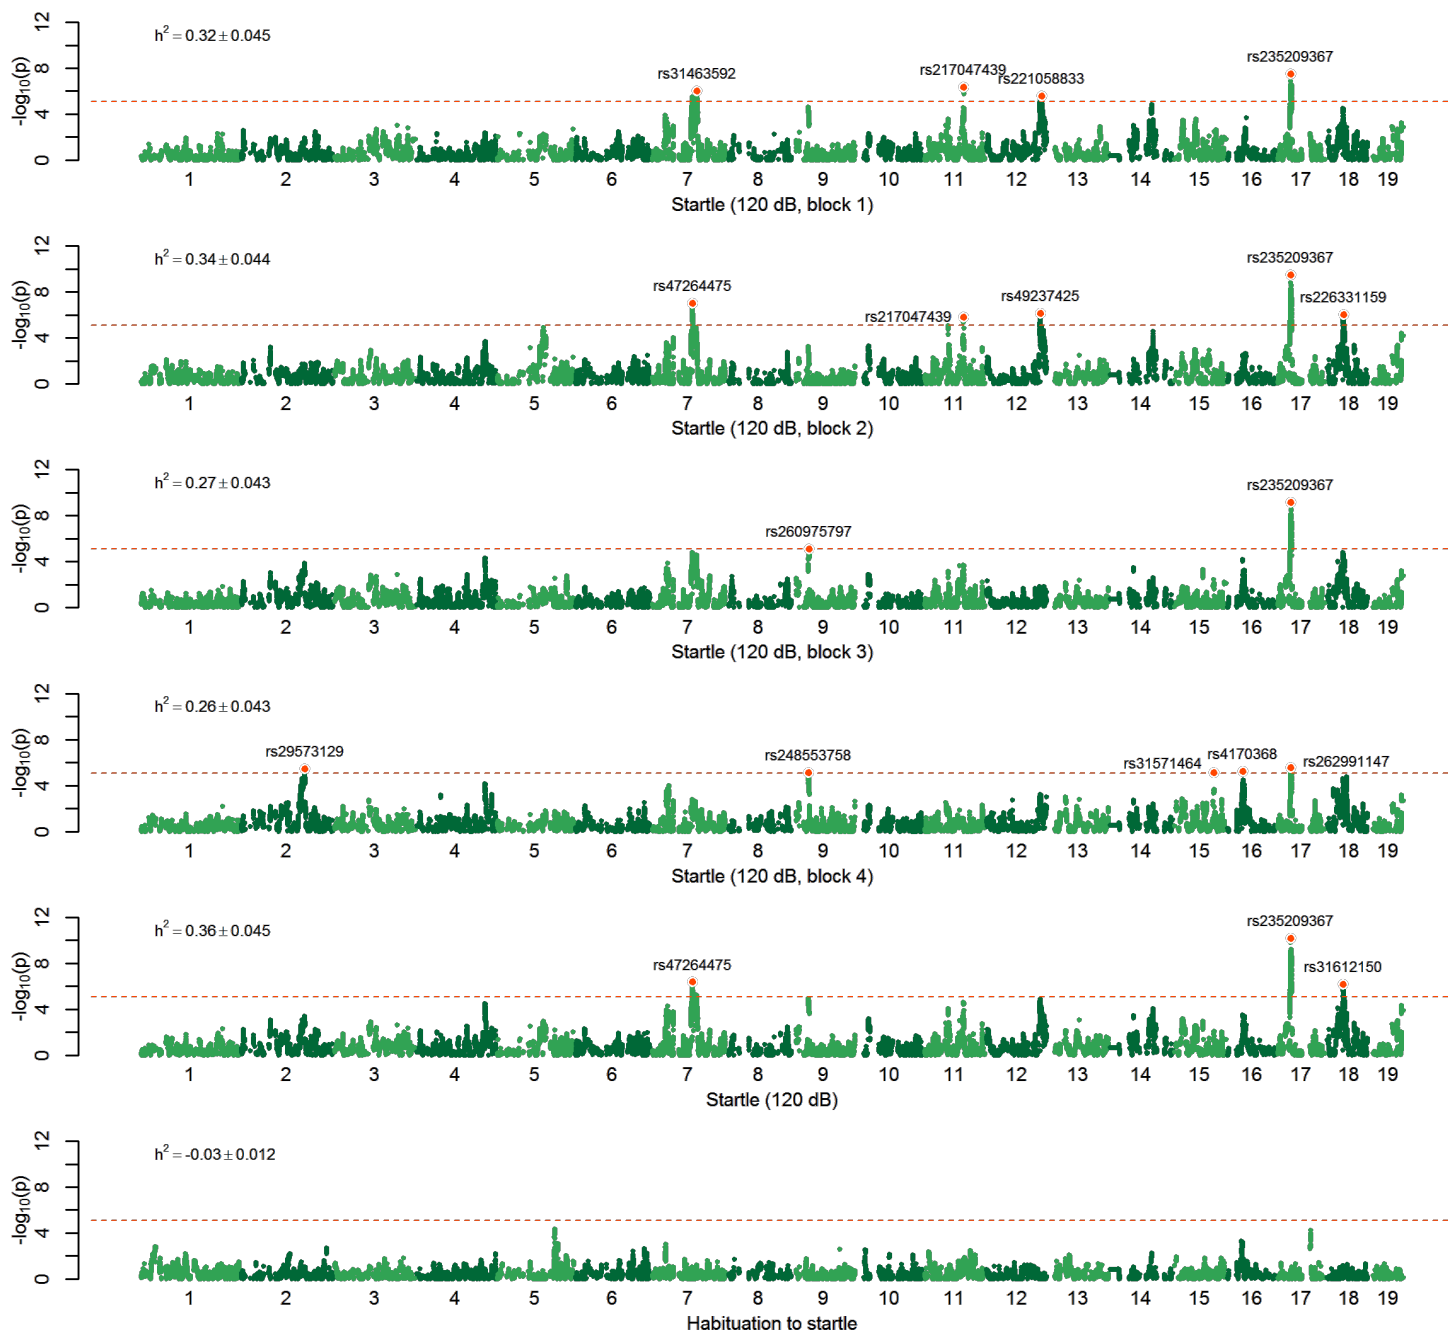 12
8
4
0
-log10(p)
h2 = 0.32 ± 0.045
rs31463592
rs217047439
rs221058833
rs235209367
1 2 3 4 5 6 7 8 9 10 11 12 13 14 15 16 17 18 19
Startle (120 dB, block 1)
12
8
4
0
-log10(p)
h2 = 0.34 ± 0.044
rs47264475
rs217047439
rs49237425
rs235209367
rs226331159
1 2 3 4 5 6 7 8 9 10 11 12 13 14 15 16 17 18 19
Startle (120 dB, block 2)
12
8
4
0
-log10(p)
h2 = 0.27 ± 0.043
rs260975797
rs235209367
1 2 3 4 5 6 7 8 9 10 11 12 13 14 15 16 17 18 19
Startle (120 dB, block 3)
12
8
4
0
-log10(p)
h2 = 0.26 ± 0.043
rs29573129
rs248553758
rs31571464
rs4170368
rs262991147
1 2 3 4 5 6 7 8 9 10 11 12 13 14 15 16 17 18 19
Startle (120 dB, block 4)
12
8
4
0
-log10(p)
h2 = 0.36 ± 0.045
rs47264475
rs235209367
rs31612150
1 2 3 4 5 6 7 8 9 10 11 12 13 14 15 16 17 18 19
Startle (120 dB)
12
8
4
0
-log10(p)
h2 = -0.03 ± 0.012
1 2 3 4 5 6 7 8 9 10 11 12 13 14 15 16 17 18 19
Habituation to startle